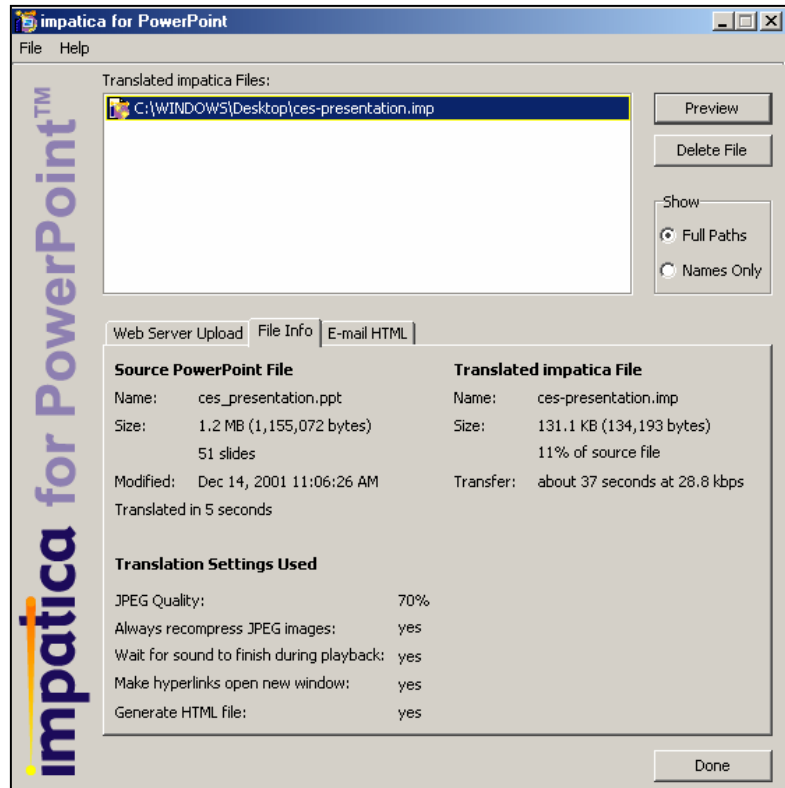 impatica for PowerPoint
File Help
impatica for PowerPoint™
Translated impatica Files:
C:\WINDOWS\Desktop\ces-presentation.imp
Preview
Delete File
Show
Full Paths
Names Only
Web Server Upload File Info E-mail HTML
Source PowerPoint File
Name: ces_presentation.ppt
Size: 1.2 MB (1,155,072 bytes)
51 slides
Modified: Dec 14, 2001 11:06:26 AM
Translated in 5 seconds
Translated impatica File
Name: ces-presentation.imp
Size: 131.1 KB (134,193 bytes)
11% of source file
Transfer: about 37 seconds at 28.8 kbps
Translation Settings Used
JPEG Quality: 70%
Always recompress JPEG images: yes
Wait for sound to finish during playback: yes
Make hyperlinks open new window: yes
Generate HTML file: yes
Done